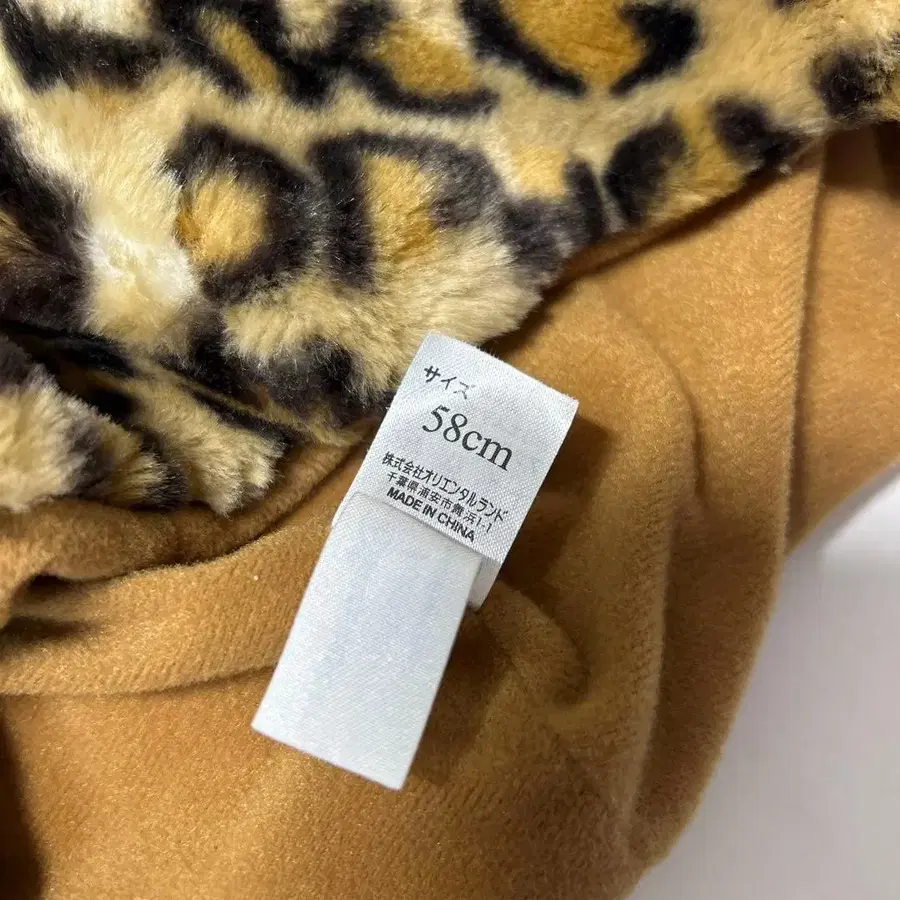 サイズ
58cm
株式会社オリエンタルランド
千葉県浦安市舞浜1-1
MADE IN CHINA